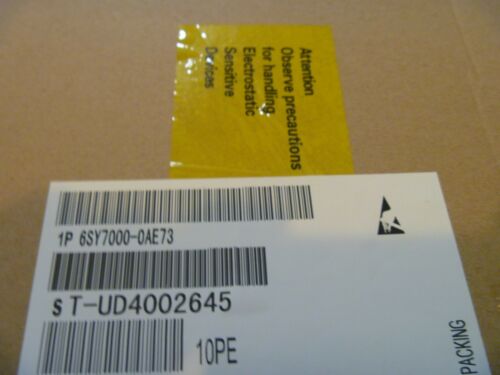 Attention
Observe precautions
for handling
Electrostatic
Sensitive
Devices
1P 6SY7000-0AE73
S T-UD4002645
10PE
PACKING